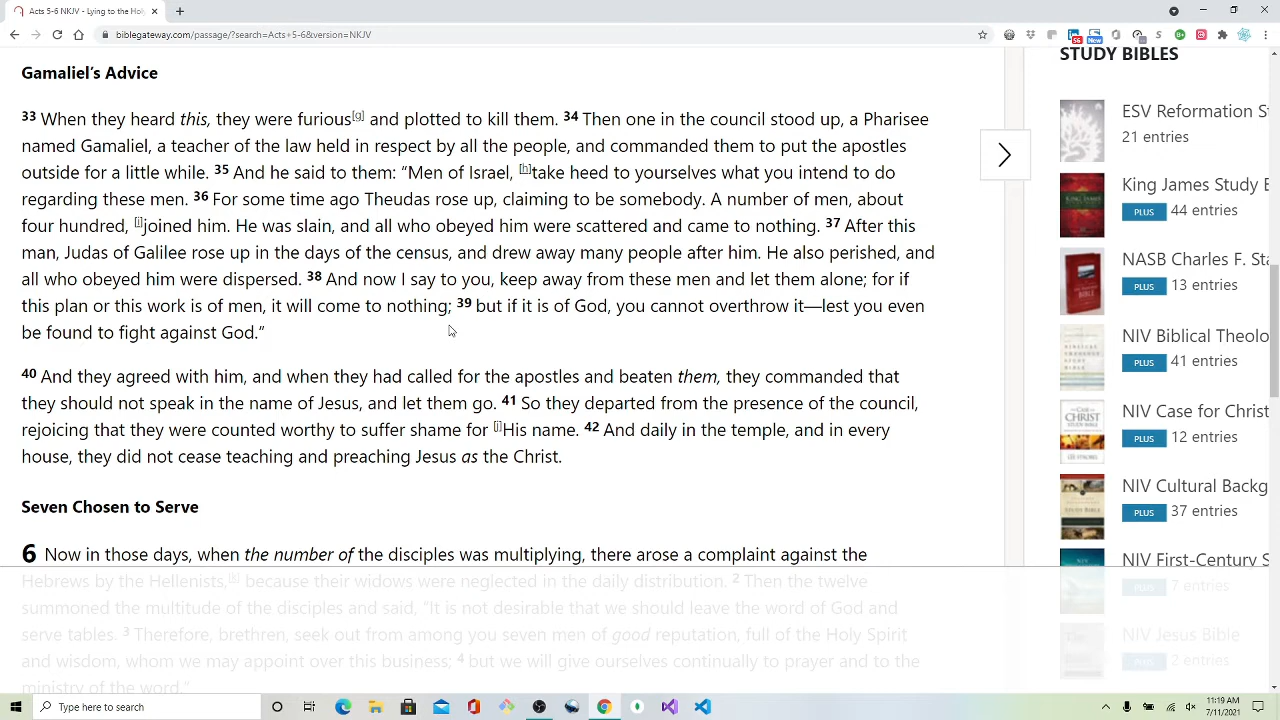 Acts 5-6 NKJV - Lying to the Holy
biblegateway.com/passage/?search=Acts+5-6&version=NKJV
56
New
Gamaliel's Advice
33 When they heard this, they were furious[g] and plotted to kill them. 34 Then one in the council stood up, a Pharisee
named Gamaliel, a teacher of the law held in respect by all the people, and commanded them to put the apostles
outside for a little while. 35 And he said to them: "Men of Israel, [h]take heed to yourselves what you intend to do
regarding these men. 36 For some time ago Theudas rose up, claiming to be somebody. A number of men, about
four hundred, [i]joined him. He was slain, and all who obeyed him were scattered and came to nothing. 37 After this
man, Judas of Galilee rose up in the days of the census, and drew away many people after him. He also perished, and
all who obeyed him were dispersed. 38 And now I say to you, keep away from these men and let them alone; for if
this plan or this work is of men, it will come to nothing; 39 but if it is of God, you cannot overthrow it—lest you even
be found to fight against God."
40 And they agreed with him, and when they had called for the apostles and beaten them, they commanded that
they should not speak in the name of Jesus, and let them go. 41 So they departed from the presence of the council,
rejoicing that they were counted worthy to suffer shame for [j]His name. 42 And daily in the temple, and in every
house, they did not cease teaching and preaching Jesus as the Christ.
Seven Chosen to Serve
6 Now in those days, when the number of the disciples was multiplying, there arose a complaint against the
Hebrews by the Hellenists, because their widows were neglected in the daily distribution. 2 Then the twelve
summoned the multitude of the disciples and said, "It is not desirable that we should leave the word of God and
serve tables. 3 Therefore, brethren, seek out from among you seven men of good reputation, full of the Holy Spirit
and wisdom, whom we may appoint over this business; 4 but we will give ourselves continually to prayer and to the
ministry of the word."
STUDY BIBLES
ESV Reformation St
21 entries
King James Study B
PLUS 44 entries
NASB Charles F. Sta
PLUS 13 entries
NIV Biblical Theolo
PLUS 41 entries
NIV Case for Christ
PLUS 12 entries
NIV Cultural Backg
PLUS 37 entries
NIV First-Century S
PLUS 7 entries
NIV Jesus Bible
PLUS 2 entries
Type here to search
11:19 AM
7/11/2021